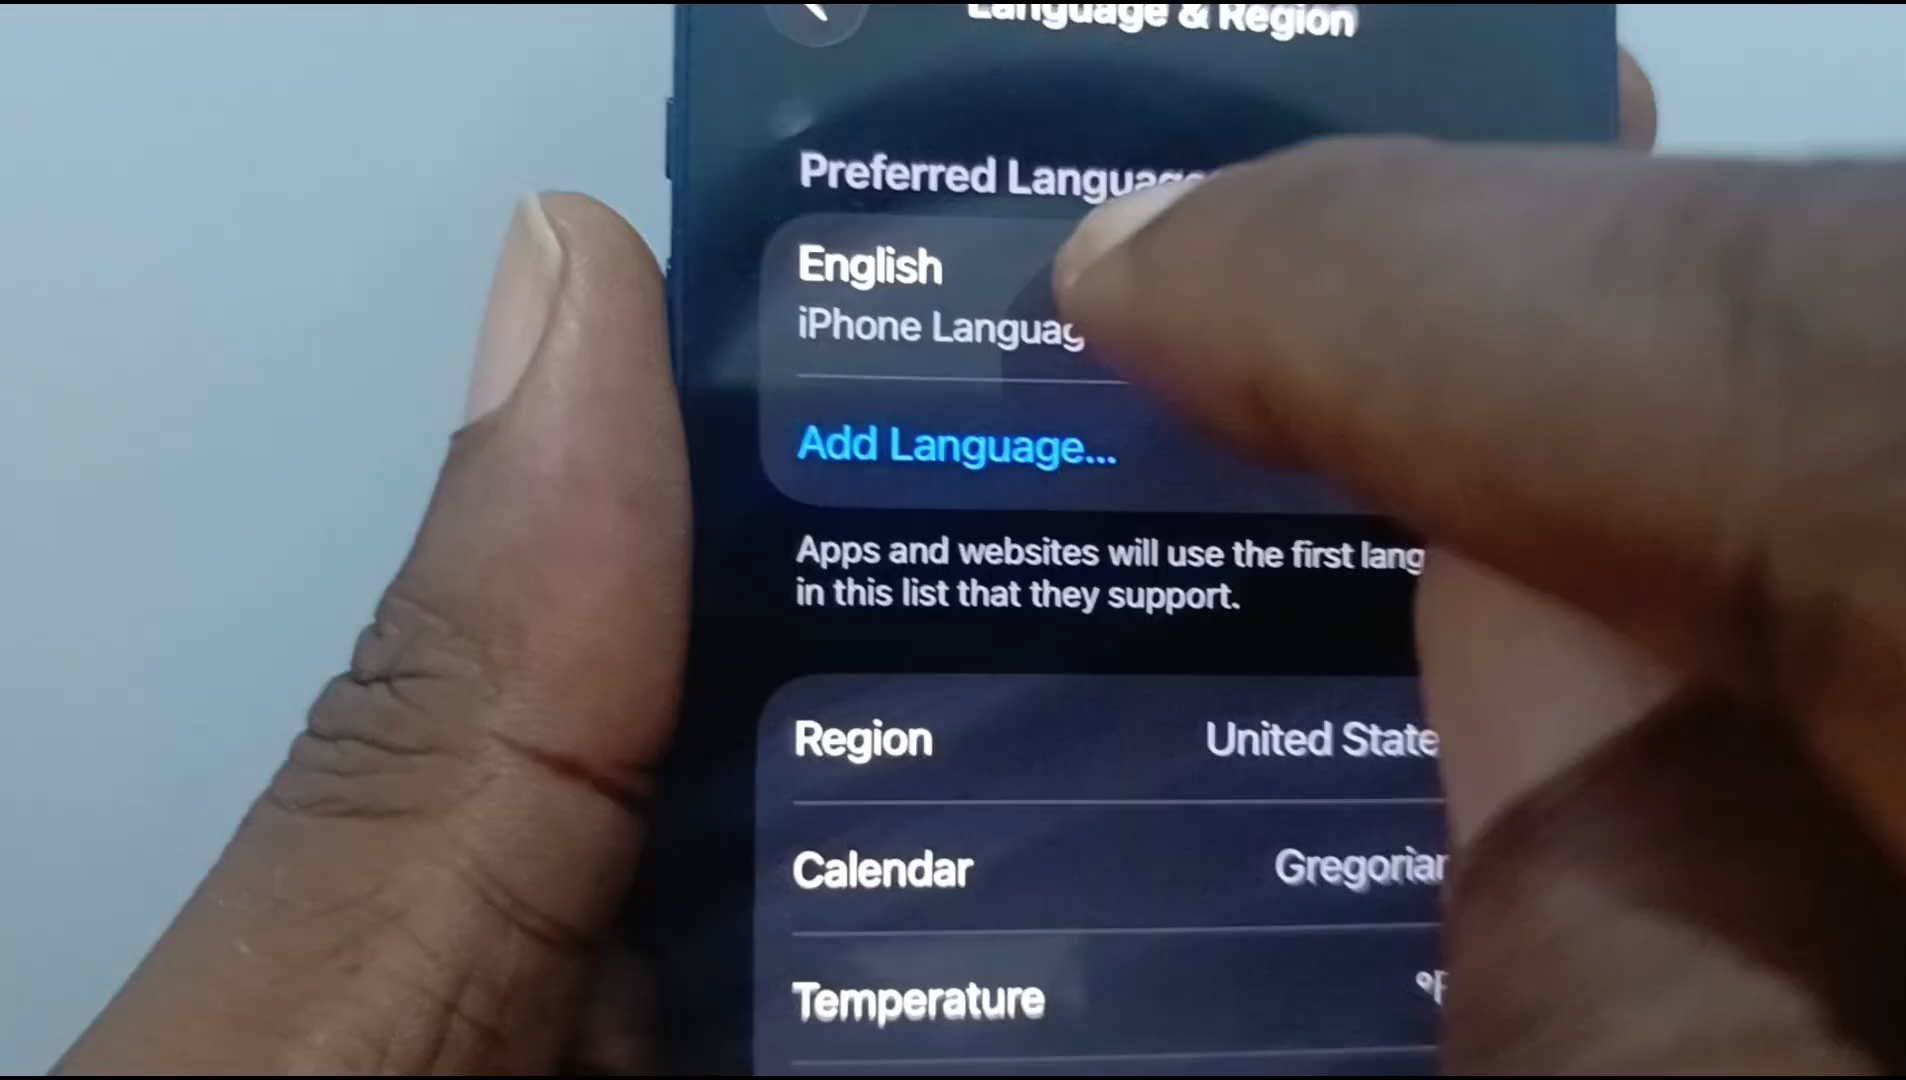 Language & Region
Preferred Language
English
iPhone Languag
Add Language...
Apps and websites will use the first lang
in this list that they support.
Region United State
Calendar Gregorian
Temperature °F